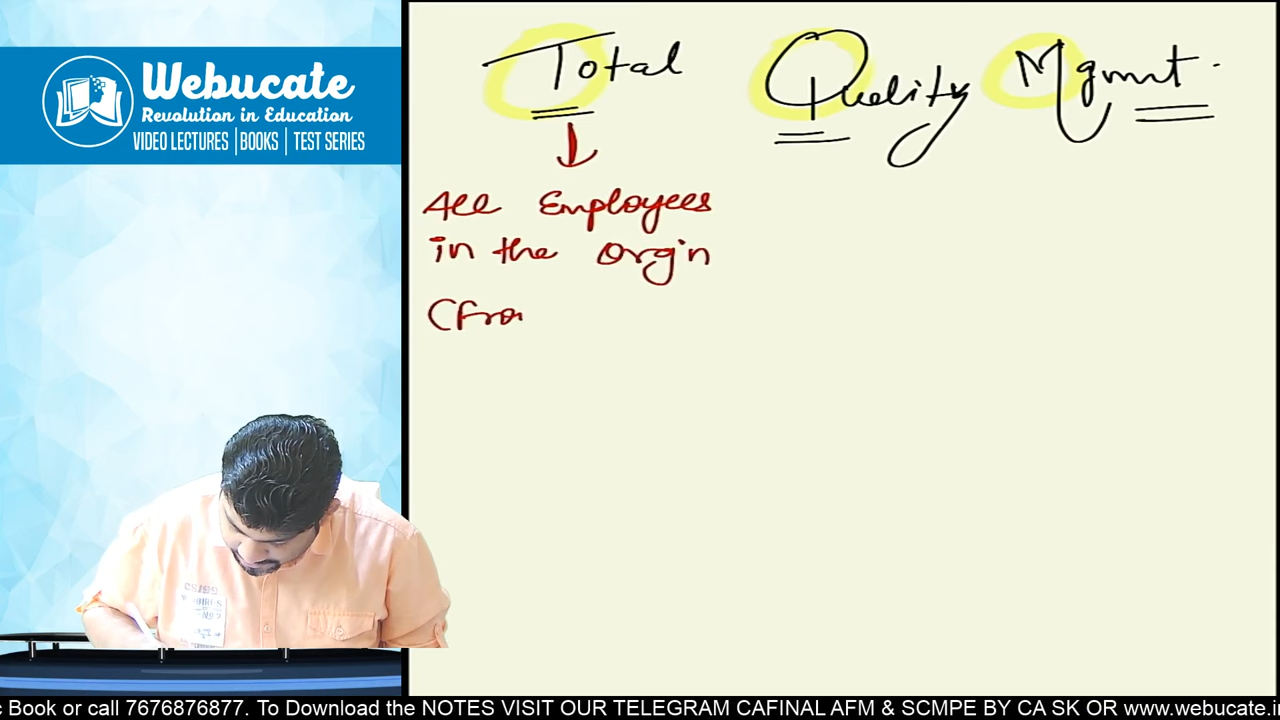 Webucate
Revolution in Education
VIDEO LECTURES | BOOKS | TEST SERIES
Total Quality Mgmnt.
All Employees
in the Orgn
(Fro
c Book or call 7676876877. To Download the NOTES VISIT OUR TELEGRAM CAFINAL AFM & SCMPE BY CA SK OR www.webucate.i